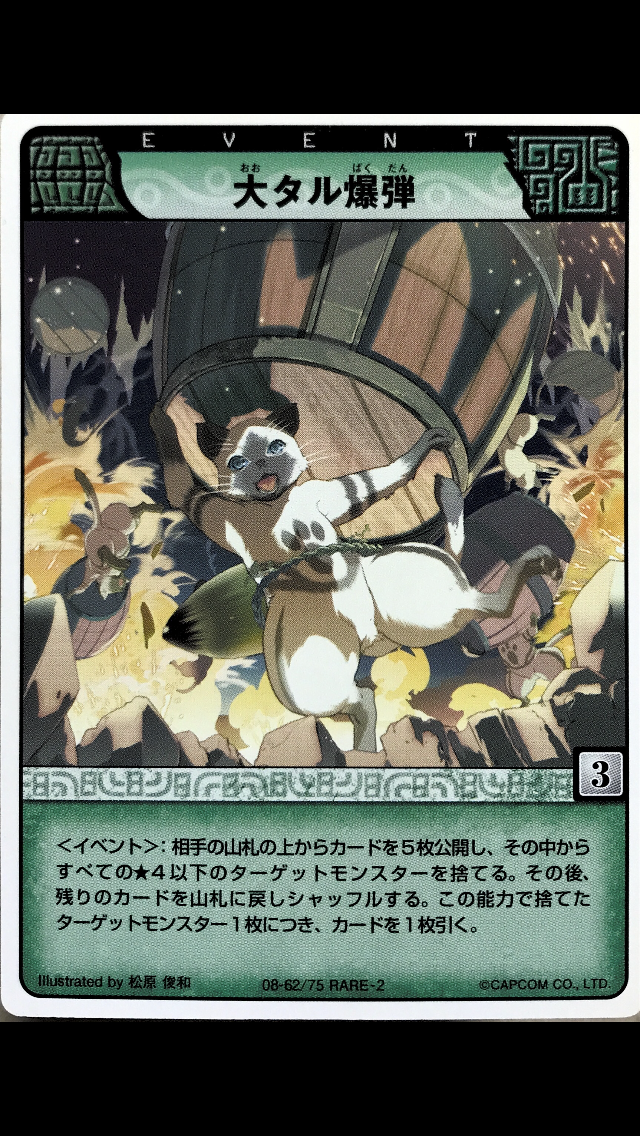 EVENT
おお ばく だん
大タル爆弾
3
＜イベント＞：相手の山札の上からカードを５枚公開し、その中から
すべての★４以下のターゲットモンスターを捨てる。その後、
残りのカードを山札に戻しシャッフルする。この能力で捨てた
ターゲットモンスター１枚につき、カードを１枚引く。
Illustrated by 松原 俊和 08-62/75 RARE-2 ©CAPCOM CO., LTD.